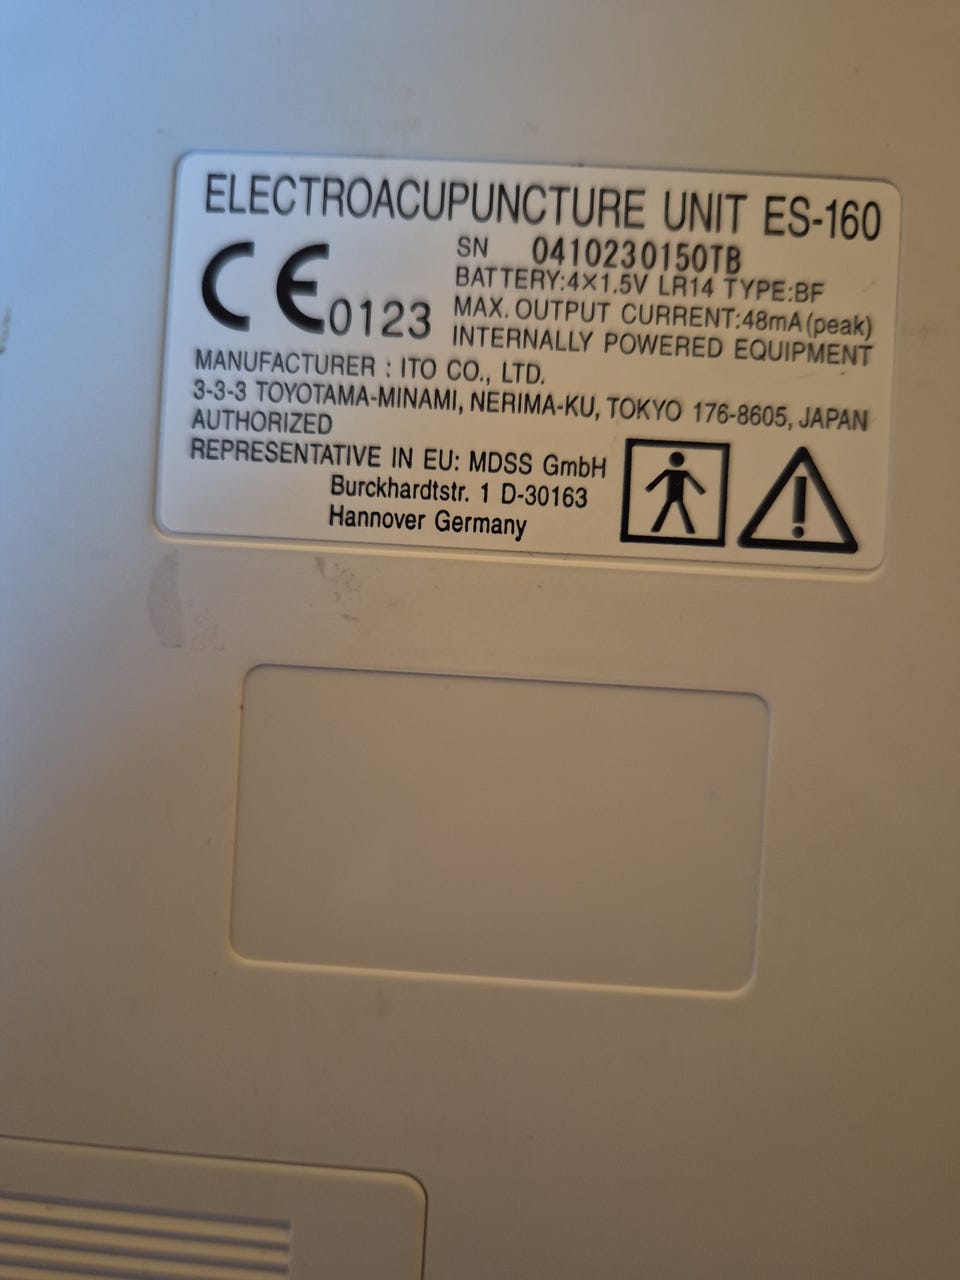 ELECTROACUPUNCTURE UNIT ES-160
CE 0123
SN 0410230150TB
BATTERY:4×1.5V LR14 TYPE:BF
MAX. OUTPUT CURRENT:48mA(peak)
INTERNALLY POWERED EQUIPMENT
MANUFACTURER : ITO CO., LTD.
3-3-3 TOYOTAMA-MINAMI, NERIMA-KU, TOKYO 176-8605, JAPAN
AUTHORIZED
REPRESENTATIVE IN EU: MDSS GmbH
Burckhardtstr. 1 D-30163
Hannover Germany